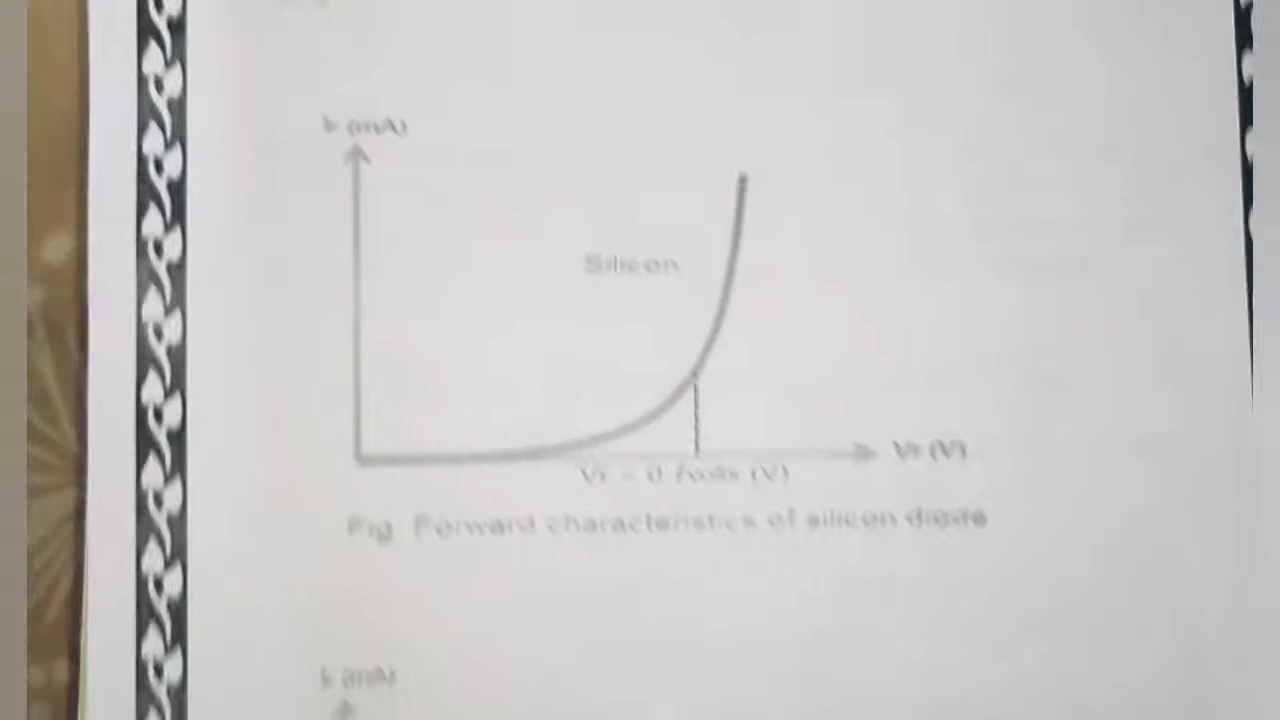 (mA)
Silicon
(V)
(V)
Fig Forward characteristics of silicon diode
(mA)